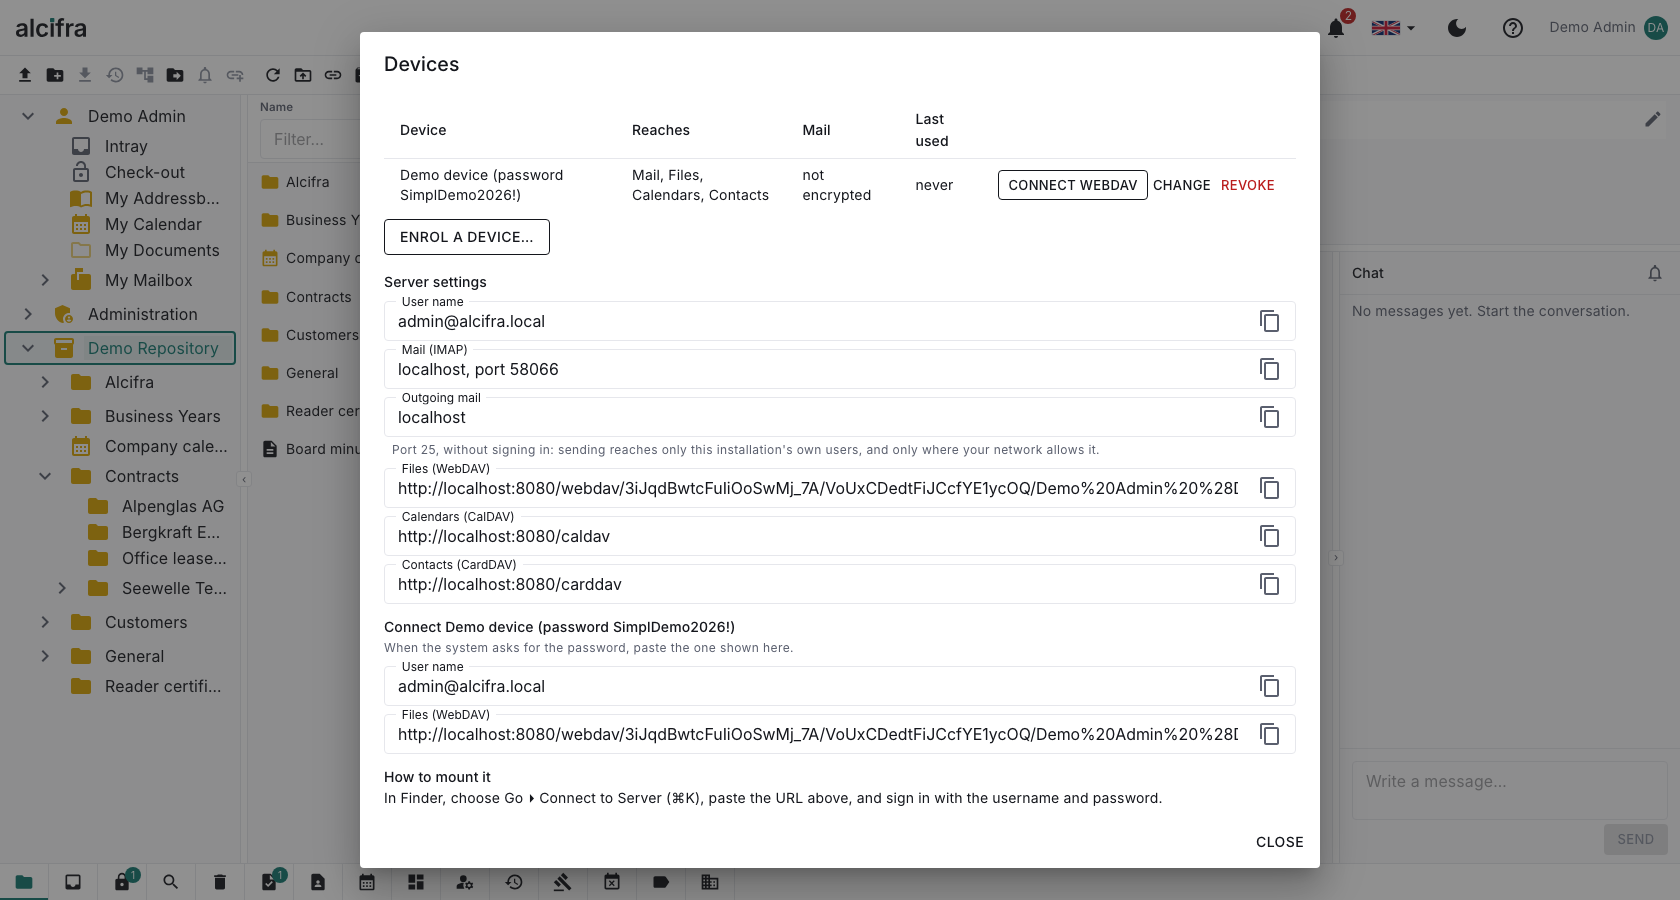 alcifra
2
Demo Admin
DA
Demo Admin
Intray
Check-out
My Addressb...
My Calendar
My Documents
My Mailbox
Administration
Demo Repository
Alcifra
Business Years
Company cale...
Contracts
Alpenglas AG
Bergkraft E...
Office lease...
Seewelle Te...
Customers
General
Reader certifi...
Name
Filter...
Alcifra
Business Y
Company c
Contracts
Customers
General
Reader cer
Board minu
Devices
Device
Reaches
Mail
Last
used
Demo device (password
SimplDemo2026!)
Mail, Files,
Calendars, Contacts
not
encrypted
never
CONNECT WEBDAV
CHANGE
REVOKE
ENROL A DEVICE...
Server settings
User name
admin@alcifra.local
Mail (IMAP)
localhost, port 58066
Outgoing mail
localhost
Port 25, without signing in: sending reaches only this installation's own users, and only where your network allows it.
Files (WebDAV)
http://localhost:8080/webdav/3iJqdBwtcFuIiOoSwMj_7A/VoUxCDedtFiJCcfYE1ycOQ/Demo%20Admin%20%28D
Calendars (CalDAV)
http://localhost:8080/caldav
Contacts (CardDAV)
http://localhost:8080/carddav
Connect Demo device (password SimplDemo2026!)
When the system asks for the password, paste the one shown here.
User name
admin@alcifra.local
Files (WebDAV)
http://localhost:8080/webdav/3iJqdBwtcFuIiOoSwMj_7A/VoUxCDedtFiJCcfYE1ycOQ/Demo%20Admin%20%28D
How to mount it
In Finder, choose Go ▸ Connect to Server (⌘K), paste the URL above, and sign in with the username and password.
CLOSE
Chat
No messages yet. Start the conversation.
Write a message...
SEND
1
1